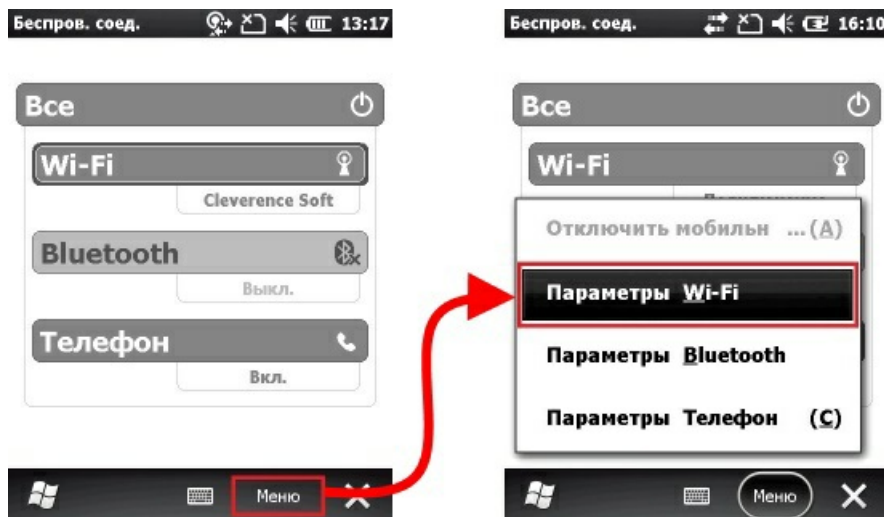 Беспров. соед. 13:17
Все
Wi-Fi
Cleverence Soft
Bluetooth
Выкл.
Телефон
Вкл.
Меню
Беспров. соед. 16:10
Все
Wi-Fi
Отключить мобильн ...(A)
Параметры Wi-Fi
Параметры Bluetooth
Параметры Телефон (C)
Меню